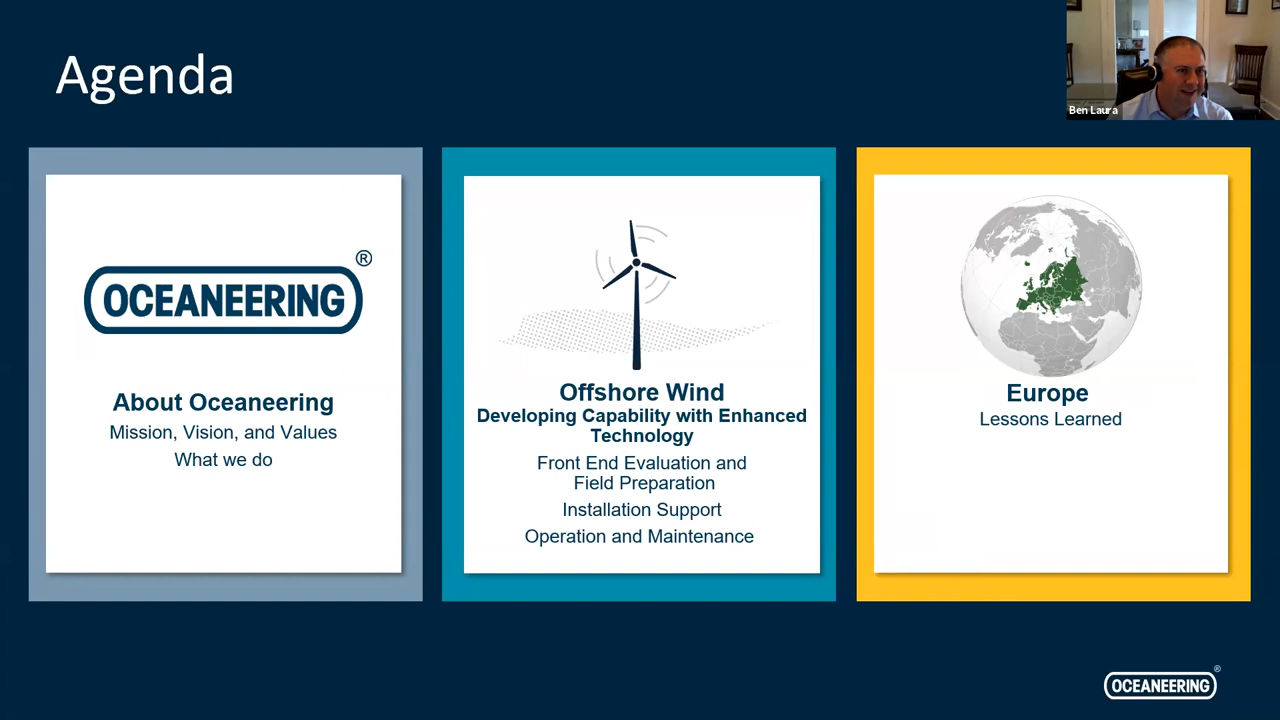 Agenda
Ben Laura
OCEANEERING®
About Oceaneering
Mission, Vision, and Values
What we do
Offshore Wind
Developing Capability with Enhanced
Technology
Front End Evaluation and
Field Preparation
Installation Support
Operation and Maintenance
Europe
Lessons Learned
OCEANEERING®